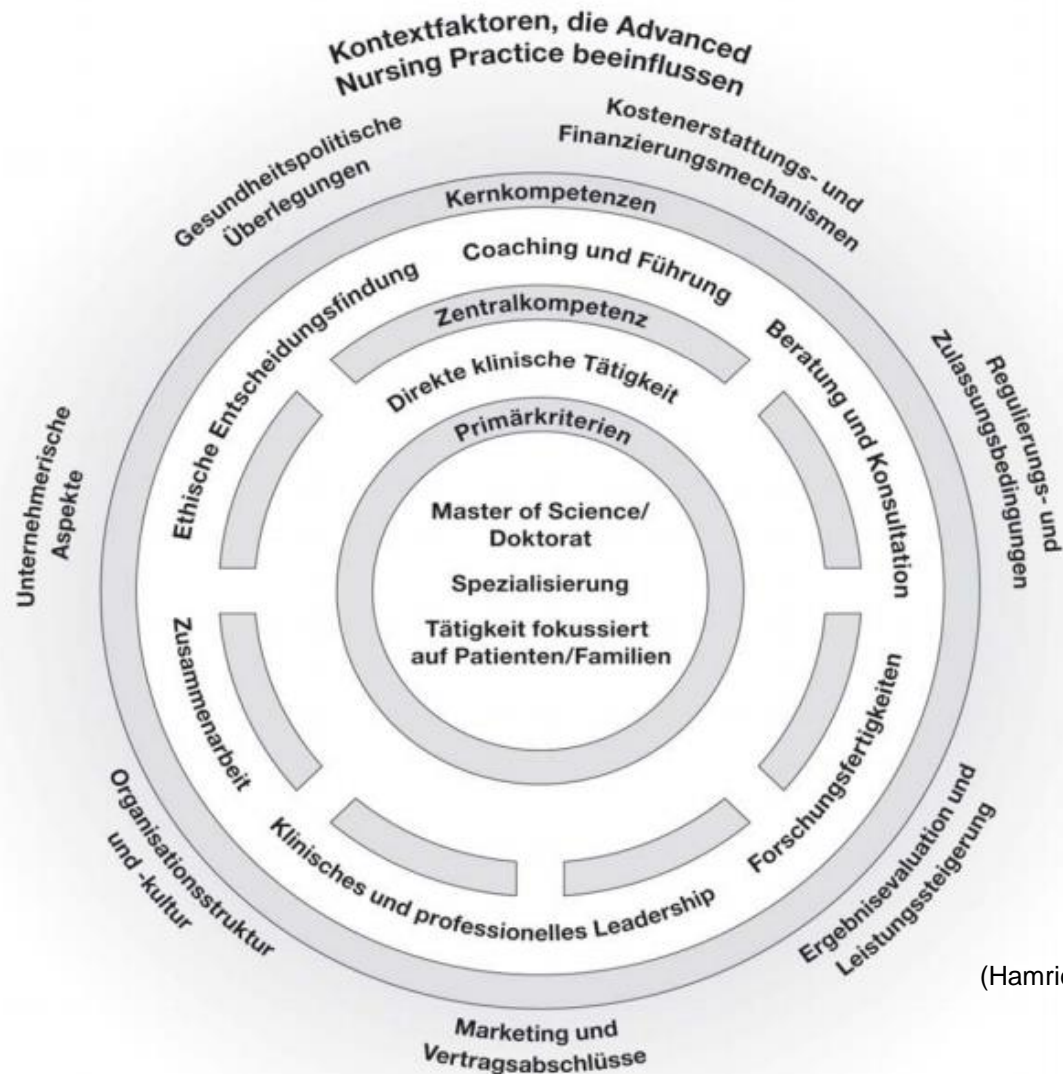 Kontextfaktoren, die Advanced
Nursing Practice beeinflussen
Gesundheitspolitische
Überlegungen
Kostenerstattungs- und
Finanzierungsmechanismen
Kernkompetenzen
Coaching und Führung
Ethische Entscheidungsfindung
Zentralkompetenz
Beratung und Konsultation
Direkte klinische Tätigkeit
Regulierungs- und
Zulassungsbedingungen
Primärkriterien
Unternehmerische
Aspekte
Master of Science/
Doktorat
Spezialisierung
Tätigkeit fokussiert
auf Patienten/Familien
Zusammenarbeit
Forschungsfertigkeiten
Klinisches und professionelles Leadership
Organisationsstruktur
und -kultur
Ergebnisevaluation und
Leistungssteigerung
Marketing und
Vertragsabschlüsse